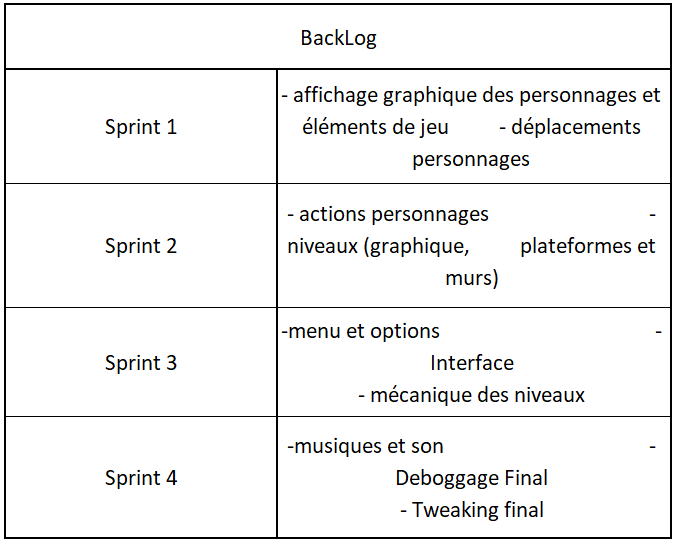 BackLog
Sprint 1
- affichage graphique des personnages et
éléments de jeu - déplacements
personnages
Sprint 2
- actions personnages -
niveaux (graphique, plateformes et
murs)
Sprint 3
-menu et options -
Interface
- mécanique des niveaux
Sprint 4
-musiques et son -
Deboggage Final
- Tweaking final